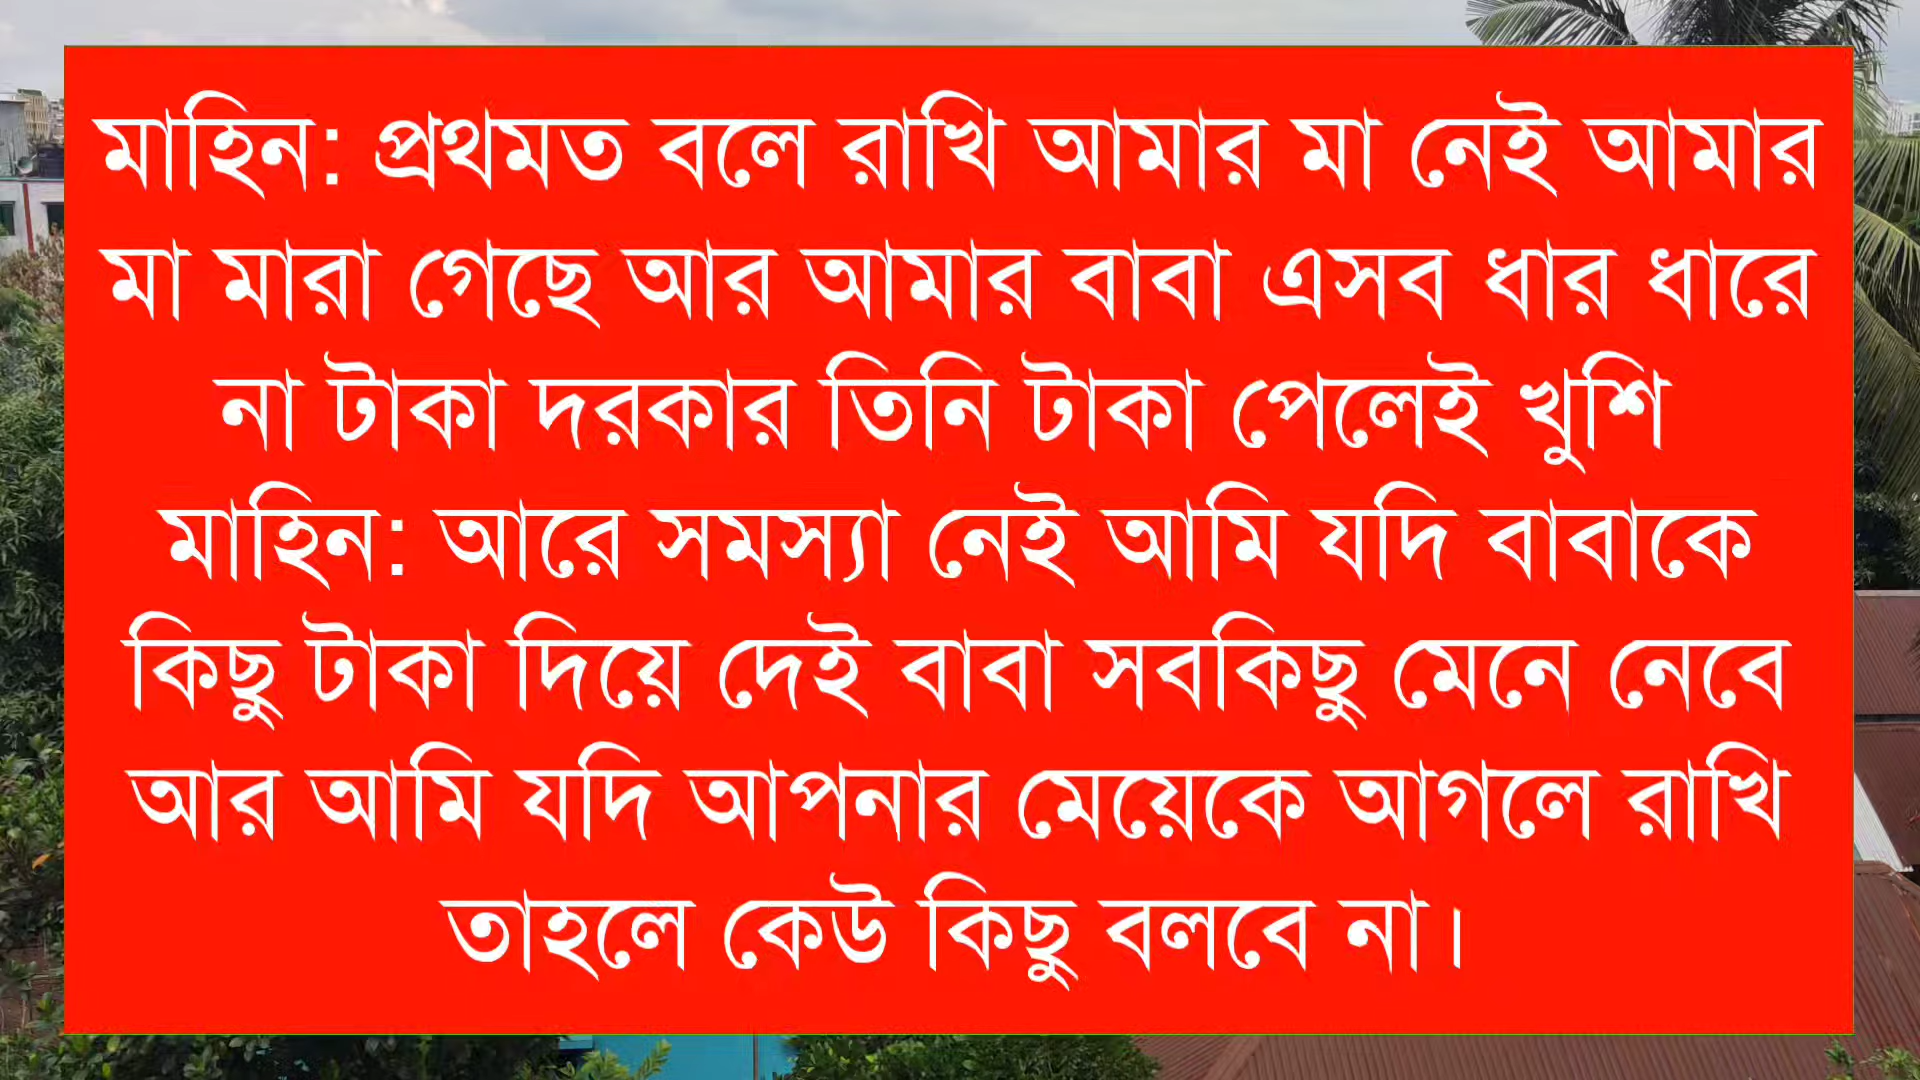 মাহিন: প্রথমত বলে রাখি আমার মা নেই আমার
মা মারা গেছে আর আমার বাবা এসব ধার ধারে
না টাকা দরকার তিনি টাকা পেলেই খুশি
মাহিন: আরে সমস্যা নেই আমি যদি বাবাকে
কিছু টাকা দিয়ে দেই বাবা সবকিছু মেনে নেবে
আর আমি যদি আপনার মেয়েকে আগলে রাখি
তাহলে কেউ কিছু বলবে না।